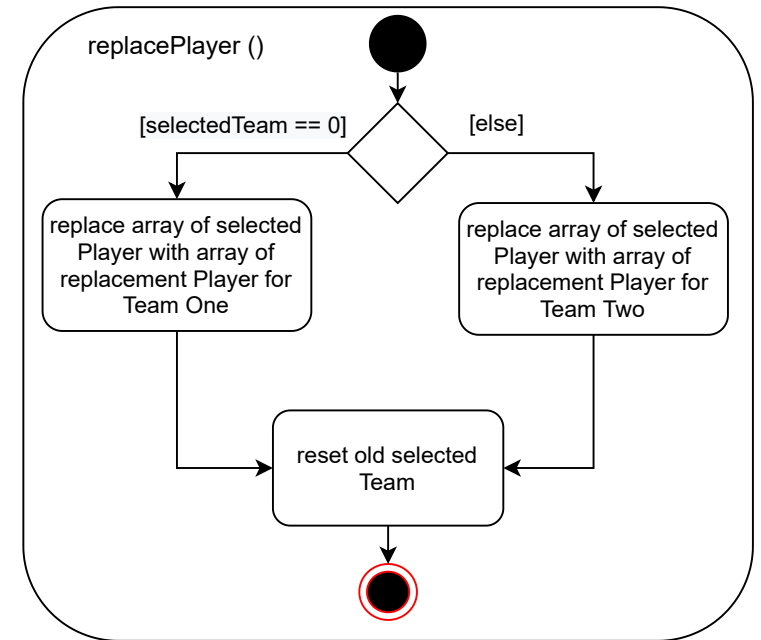 replacePlayer ()
[selectedTeam == 0]
[else]
replace array of selected
Player with array of
replacement Player for
Team One
replace array of selected
Player with array of
replacement Player for
Team Two
reset old selected
Team